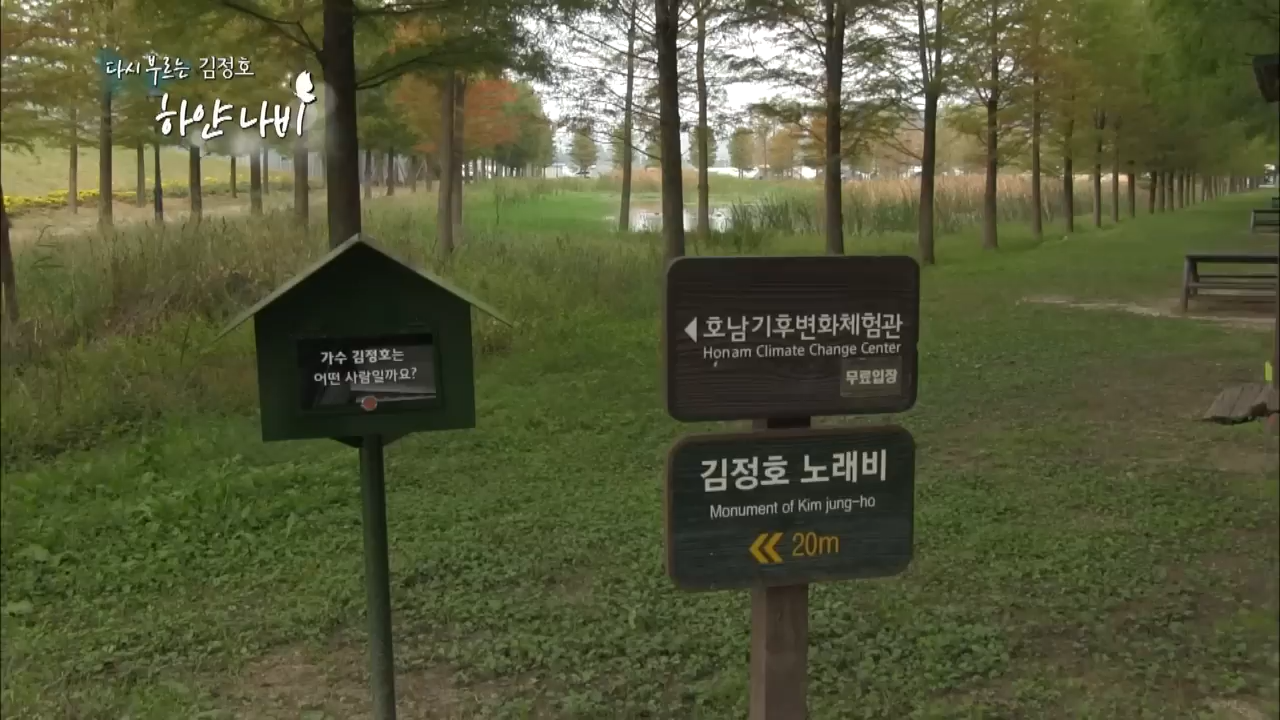 다시 부르는 김정호
하얀 나비
가수 김정호는
어떤 사람일까요?
호남기후변화체험관
Honam Climate Change Center
무료입장
김정호 노래비
Monument of Kim jung-ho
20m